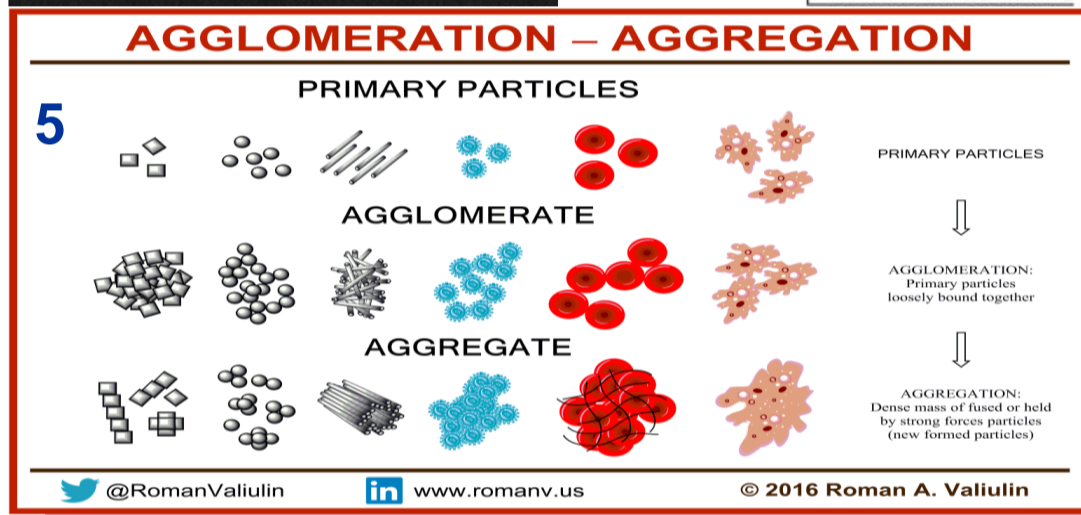 AGGLOMERATION – AGGREGATION
PRIMARY PARTICLES
5
PRIMARY PARTICLES
AGGLOMERATE
AGGLOMERATION:
Primary particles
loosely bound together
AGGREGATE
AGGREGATION:
Dense mass of fused or held
by strong forces particles
(new formed particles)
@RomanValiulin
in
www.romanv.us
© 2016 Roman A. Valiulin